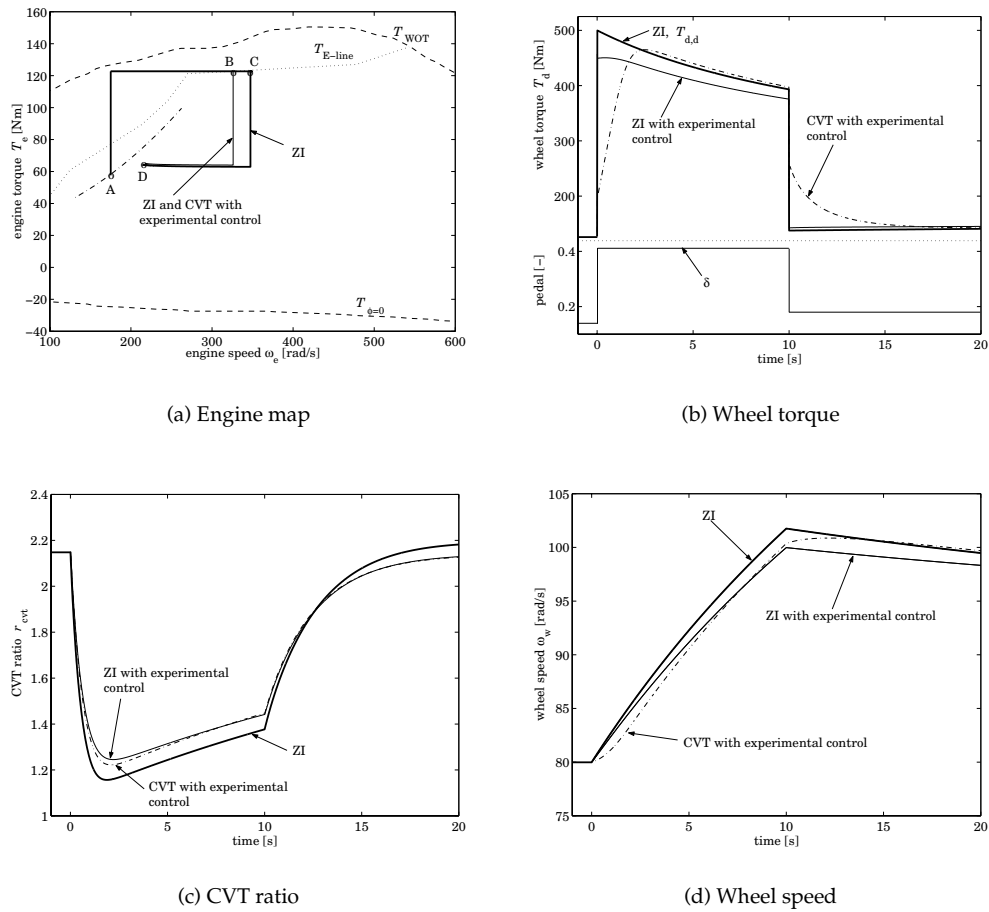 160
140
120
100
80
60
40
20
0
−20
−40
100
200
300
400
500
600
engine torque T_e [Nm]
engine speed ω_e [rad/s]
T_WOT
T_E−line
B
C
A
D
ZI
ZI and CVT with
experimental control
T_ϕ=0
(a) Engine map
500
400
300
200
0.4
0.2
0
5
10
15
20
wheel torque T_d [Nm]
pedal [−]
time [s]
ZI, T_d,d
ZI with experimental
control
CVT with experimental
control
δ
(b) Wheel torque
2.4
2.2
2
1.8
1.6
1.4
1.2
1
0
5
10
15
20
CVT ratio r_cvt
time [s]
ZI with experimental
control
CVT with experimental
control
ZI
(c) CVT ratio
105
100
95
90
85
80
75
0
5
10
15
20
wheel speed ω_w [rad/s]
time [s]
ZI
ZI with experimental control
CVT with experimental control
(d) Wheel speed